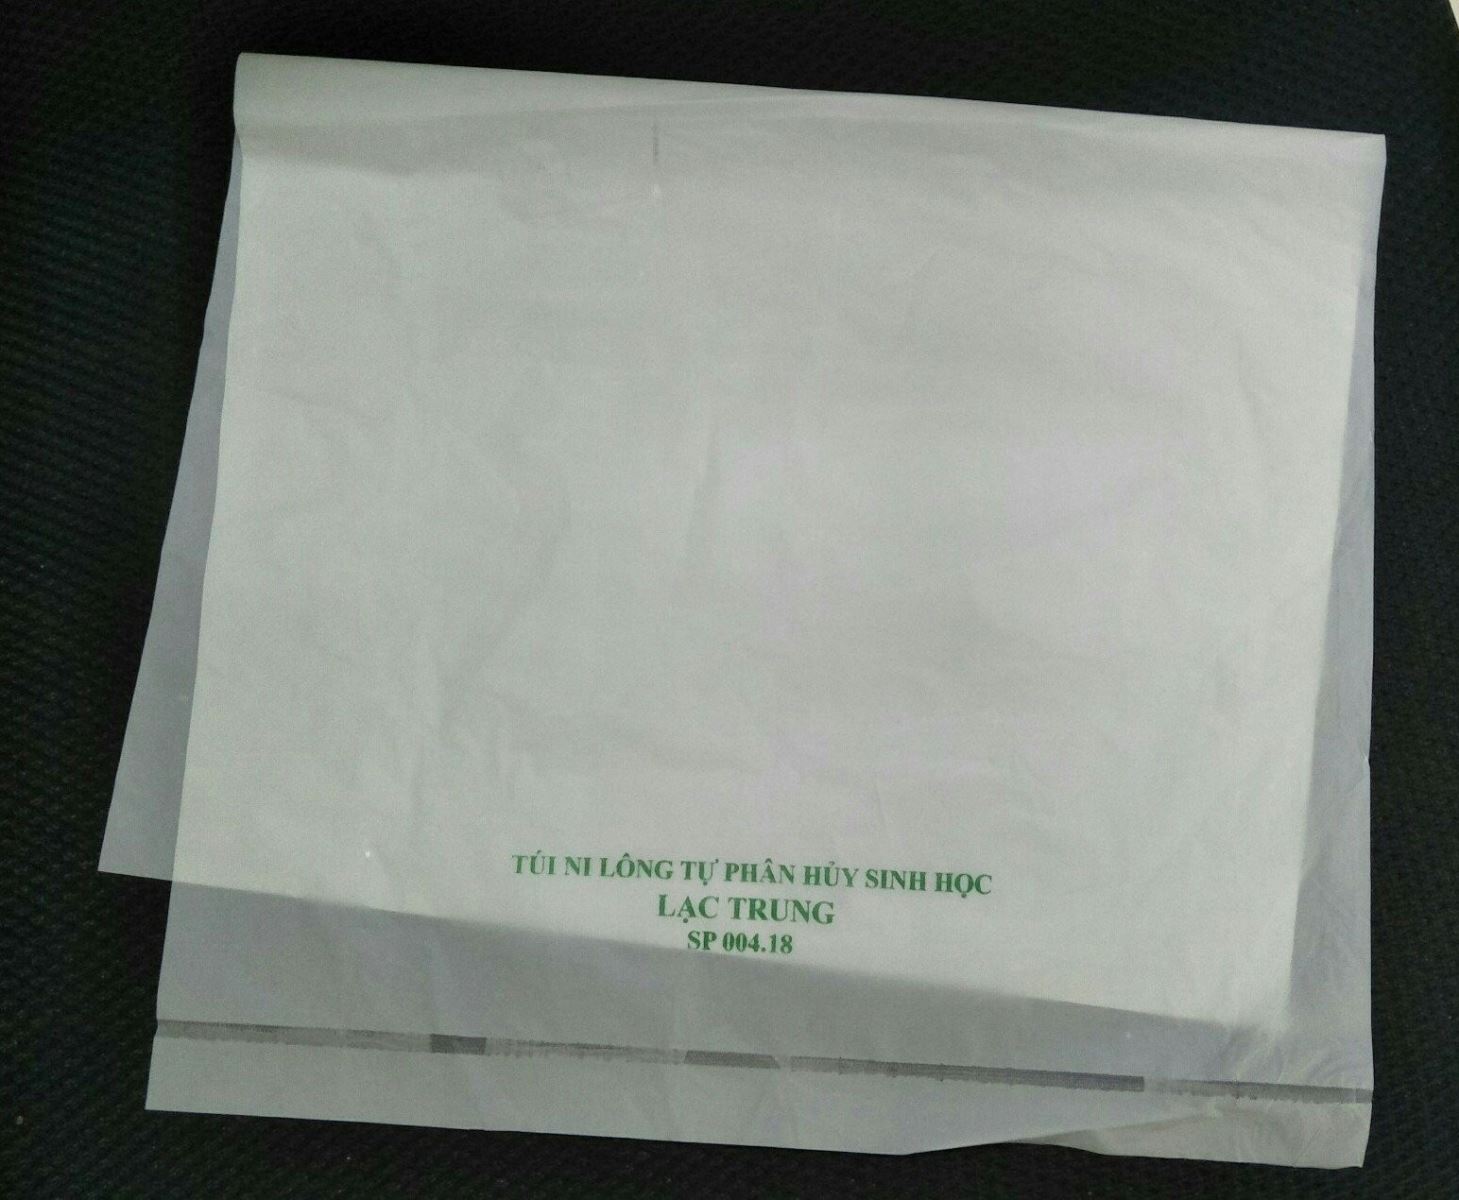 TÚI NI LÔNG TỰ PHÂN HỦY SINH HỌC
LẠC TRUNG
SP 004.18